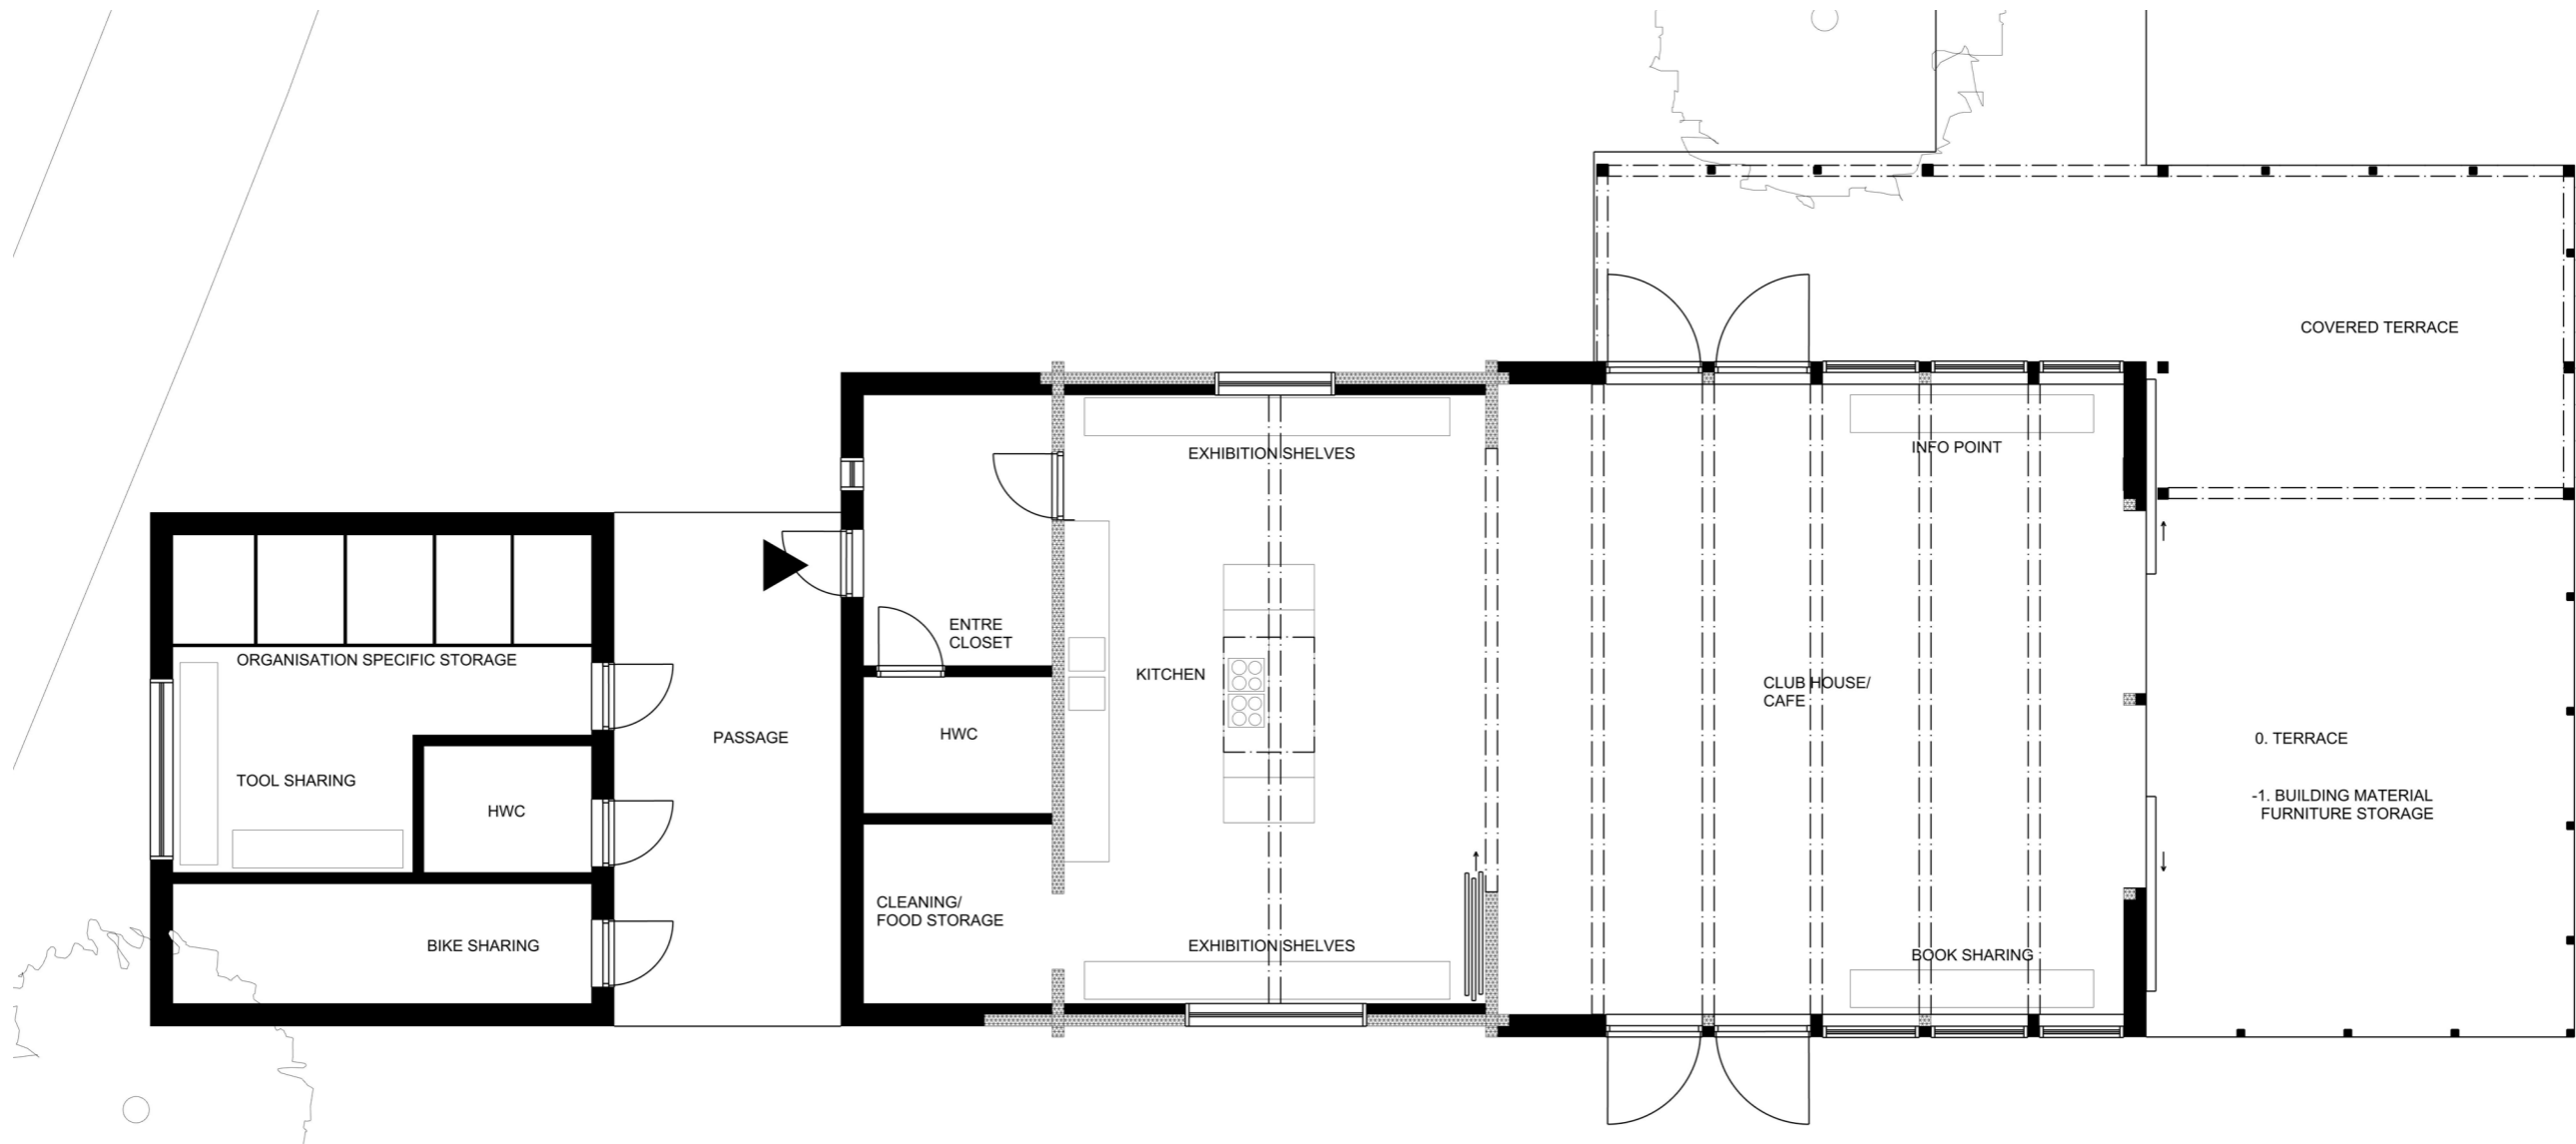 COVERED TERRACE
EXHIBITION SHELVES
INFO POINT
ENTRE
CLOSET
ORGANISATION SPECIFIC STORAGE
KITCHEN
CLUB HOUSE/
CAFE
PASSAGE
HWC
0. TERRACE
TOOL SHARING
HWC
-1. BUILDING MATERIAL
FURNITURE STORAGE
CLEANING/
FOOD STORAGE
BIKE SHARING
EXHIBITION SHELVES
BOOK SHARING